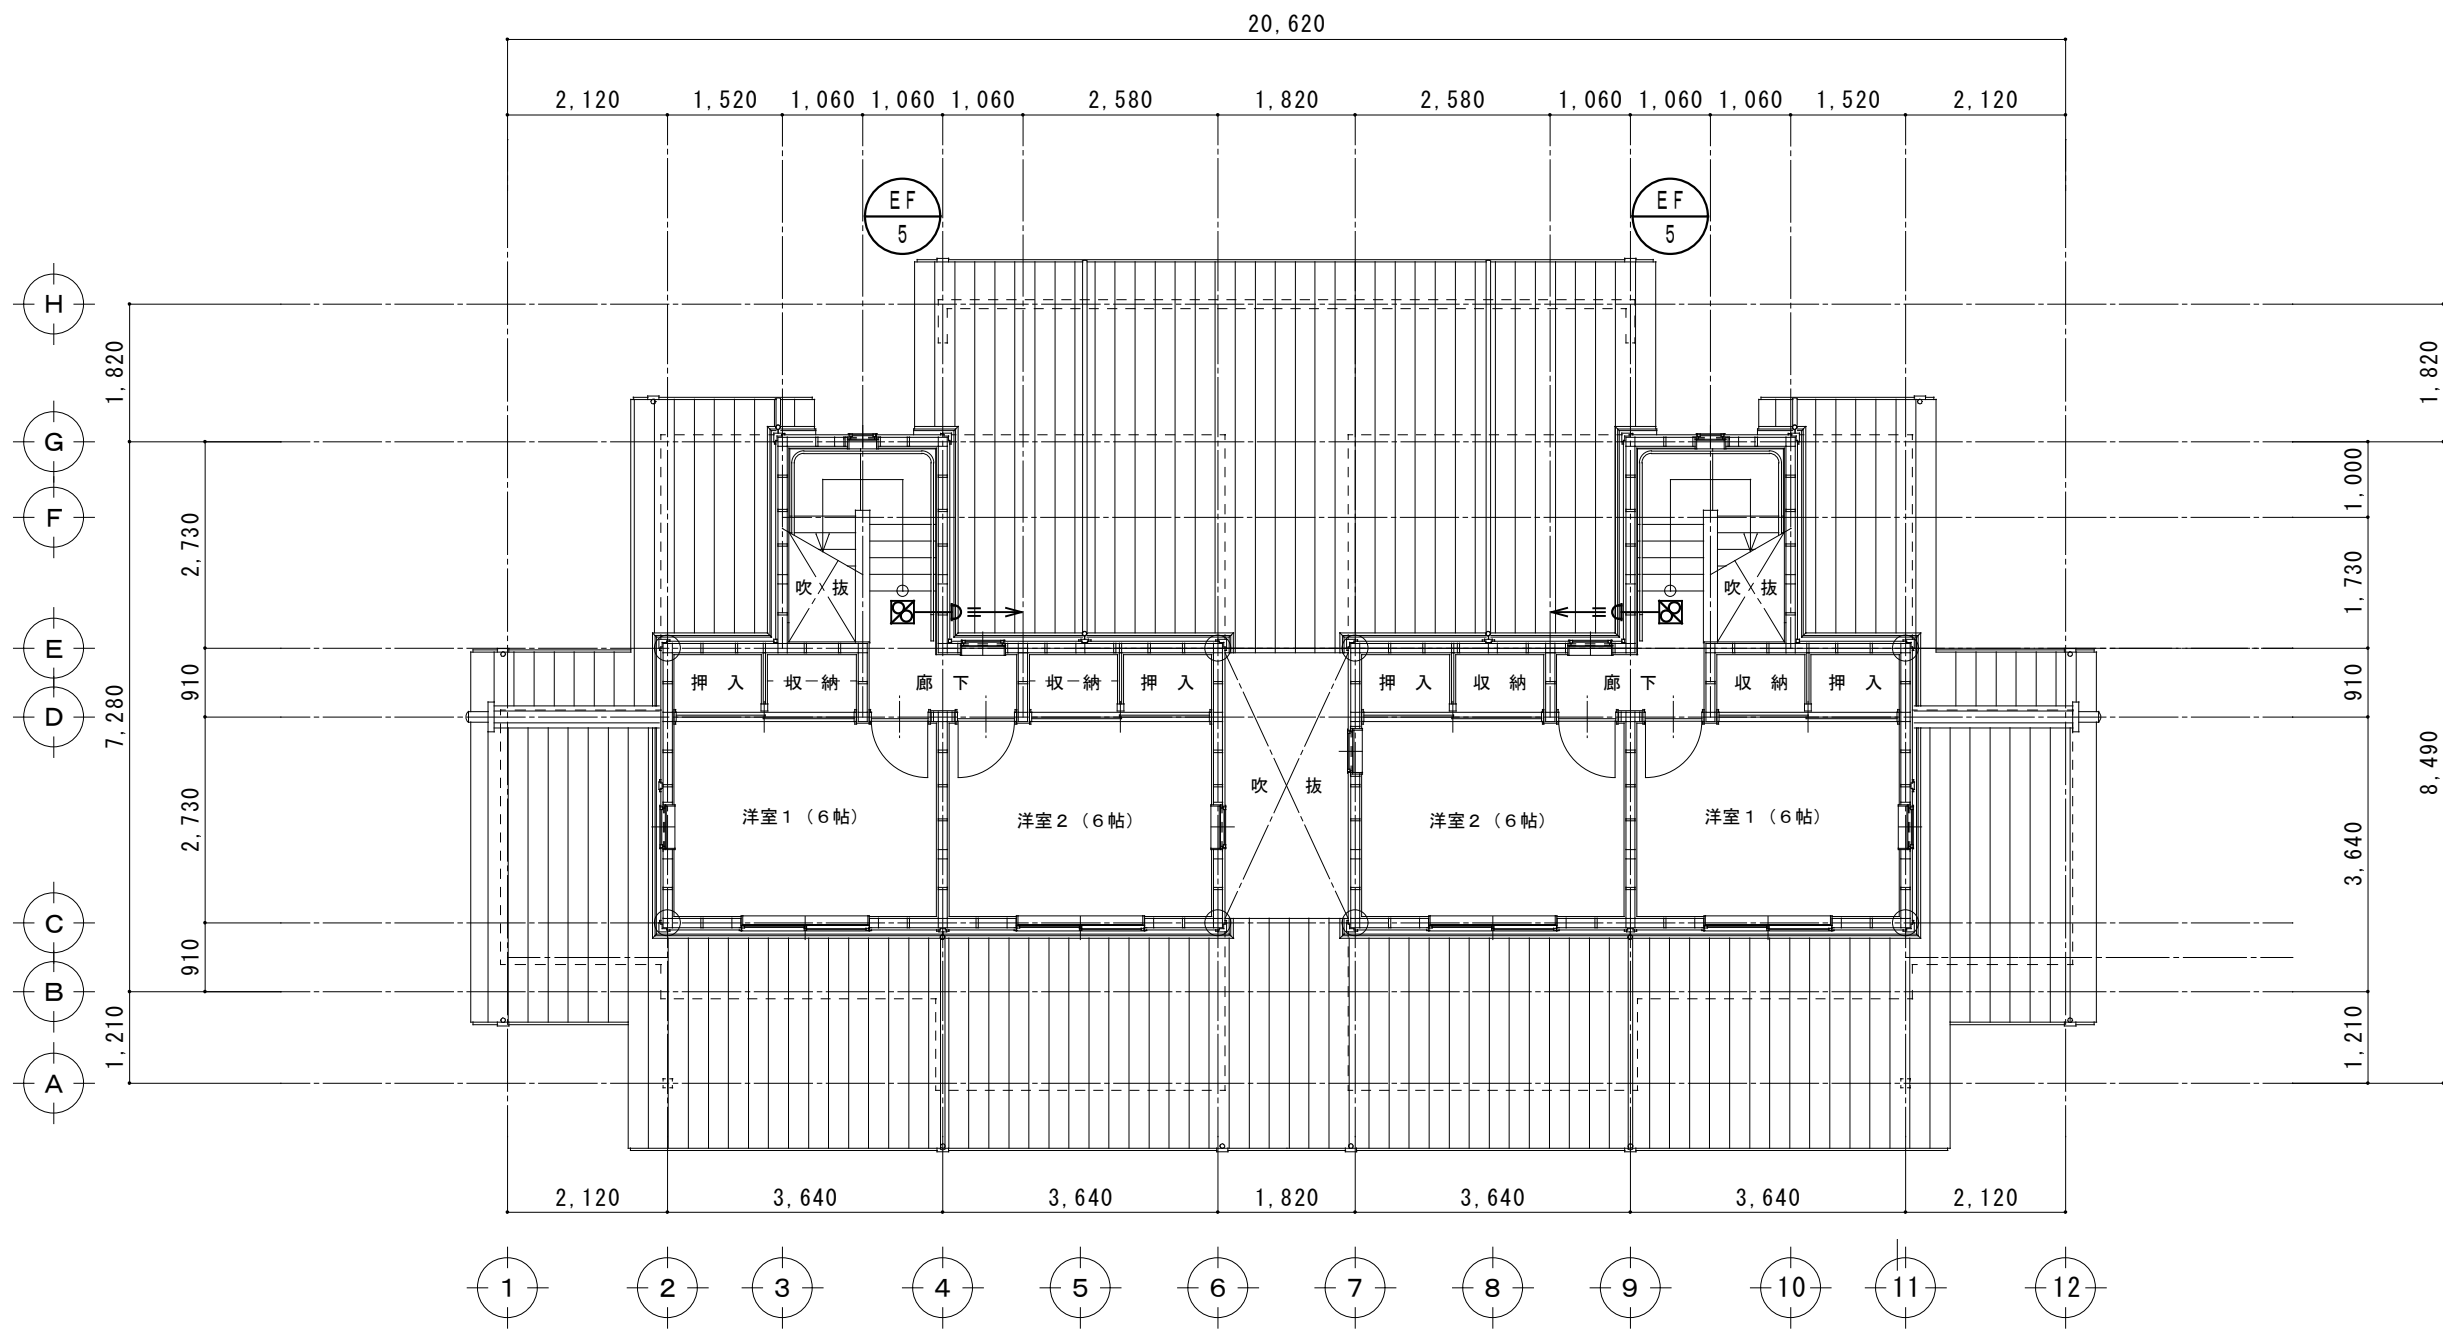 20,620
2,120 1,520 1,060 1,060 1,060 2,580 1,820 2,580 1,060 1,060 1,060 1,520 2,120
EF
5
EF
5
H
G
F
E
D
C
B
A
1,820
7,280
1,210
2,730
910
2,730
910
1,820
8,490
1,000
1,730
910
3,640
1,210
吹 抜
吹 抜
押 入 収 納 廊 下 収 納 押 入 押 入 収 納 廊 下 収 納 押 入
吹 抜
洋室1（6帖） 洋室2（6帖） 洋室2（6帖） 洋室1（6帖）
2,120 3,640 3,640 1,820 3,640 3,640 2,120
1 2 3 4 5 6 7 8 9 10 11 12